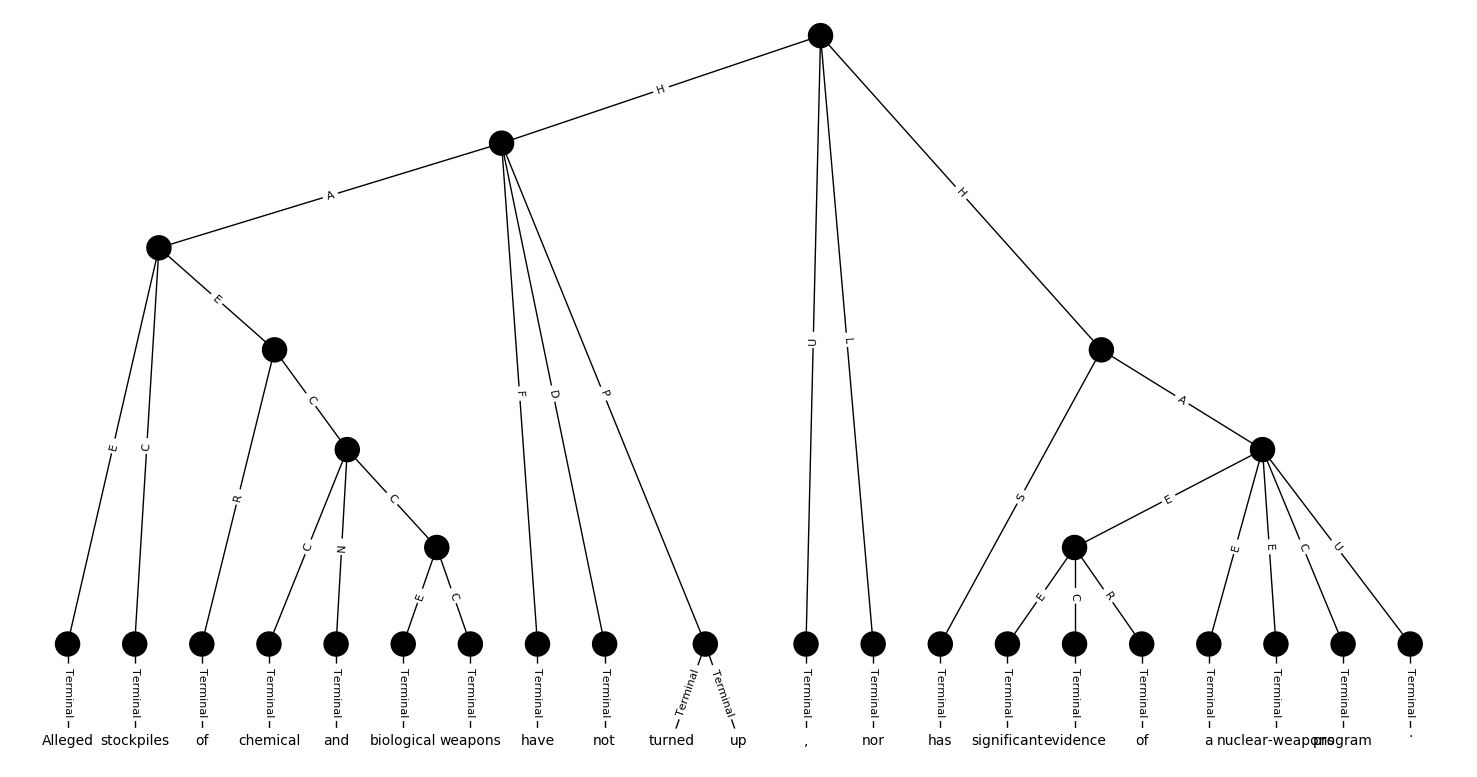 H
H
A
A
E
C
E
F
D
P
U
L
S
E
C
R
C
N
C
E
C
E
C
R
E
E
C
U
Terminal Terminal Terminal Terminal Terminal Terminal Terminal Terminal Terminal Terminal Terminal Terminal Terminal Terminal Terminal Terminal Terminal Terminal Terminal Terminal Terminal
Alleged stockpiles of chemical and biological weapons have not turned up , nor has significant evidence of a nuclear-weapons program .